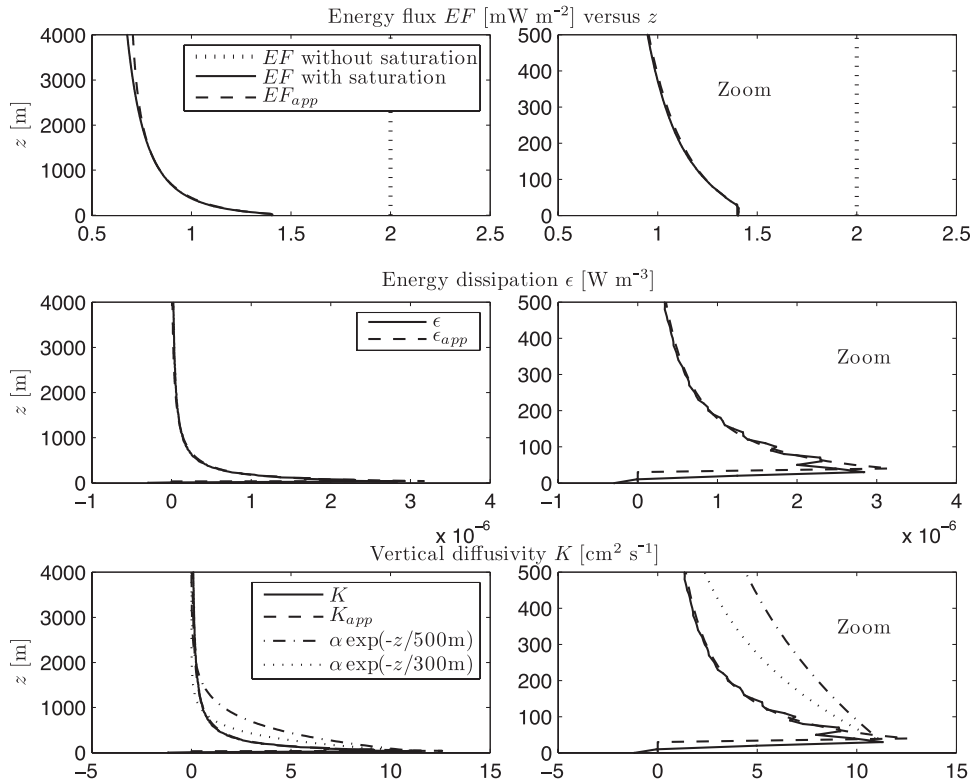 Energy flux EF [mW m⁻²] versus z
4000
3000
2000
1000
0
z [m]
EF without saturation
EF with saturation
EF_app
0.5 1 1.5 2 2.5
500
400
300
200
100
0
Zoom
0.5 1 1.5 2 2.5
Energy dissipation ϵ [W m⁻³]
4000
3000
2000
1000
0
z [m]
ϵ
ϵ_app
−1 0 1 2 3 4
x 10⁻⁶
500
400
300
200
100
0
Zoom
−1 0 1 2 3 4
x 10⁻⁶
Vertical diffusivity K [cm² s⁻¹]
4000
3000
2000
1000
0
z [m]
K
K_app
α exp(-z/500m)
α exp(-z/300m)
−5 0 5 10 15
500
400
300
200
100
0
Zoom
−5 0 5 10 15